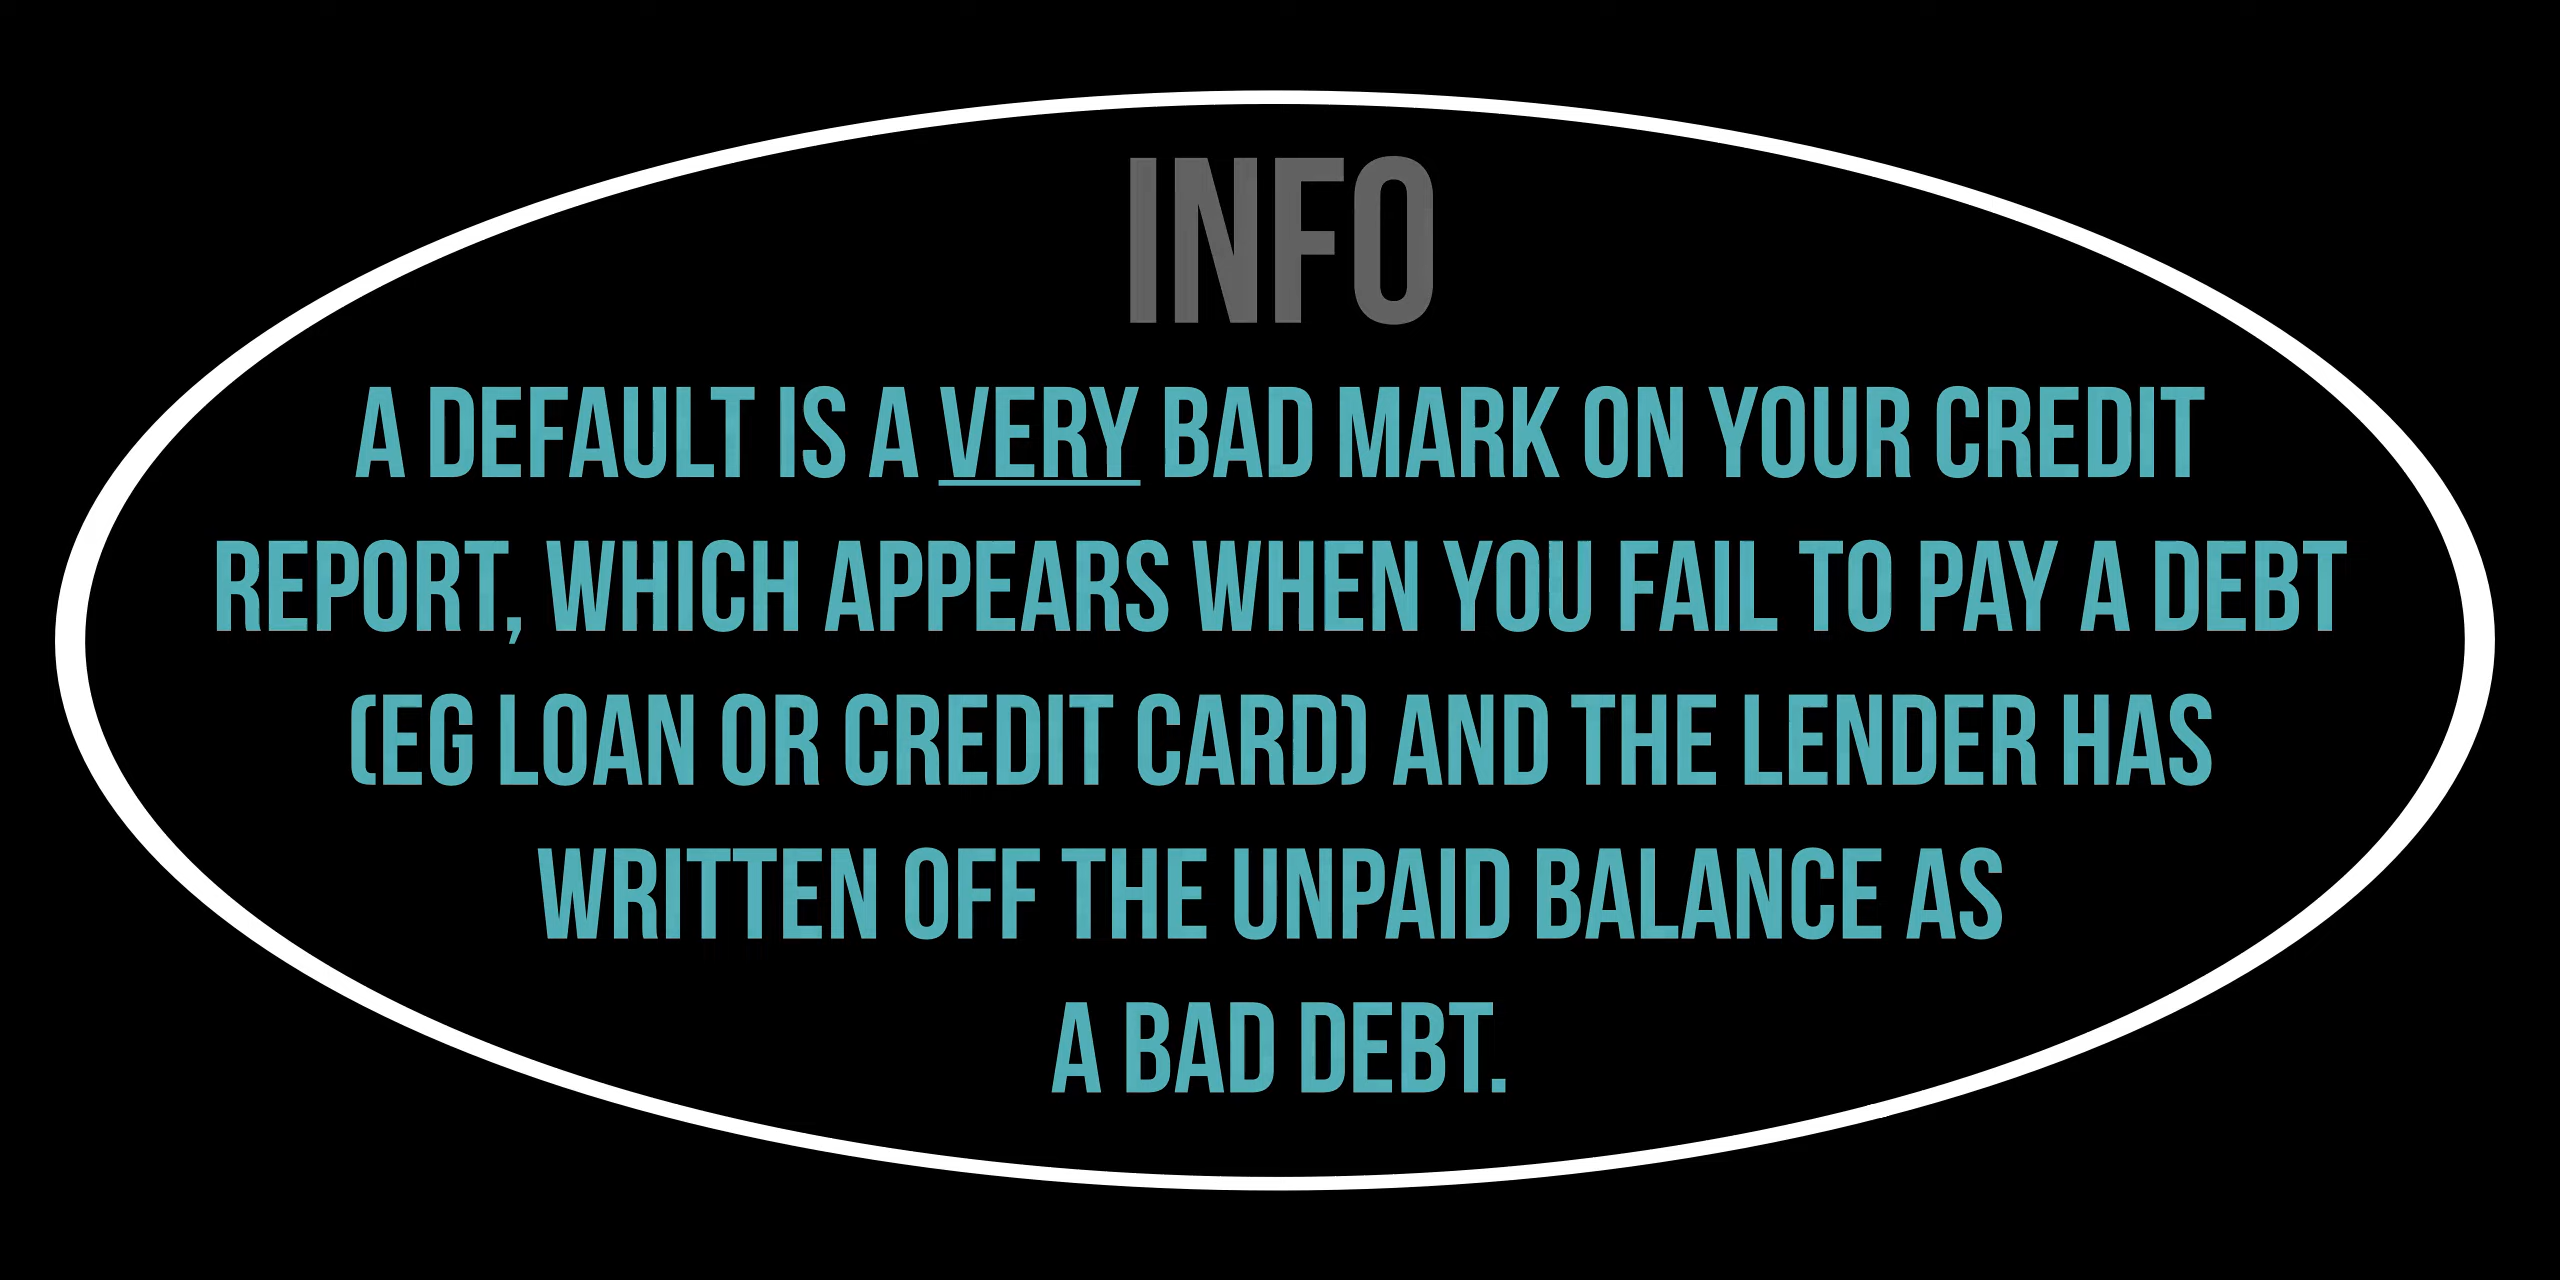 INFO
A DEFAULT IS A VERY BAD MARK ON YOUR CREDIT
REPORT, WHICH APPEARS WHEN YOU FAIL TO PAY A DEBT
(EG LOAN OR CREDIT CARD) AND THE LENDER HAS
WRITTEN OFF THE UNPAID BALANCE AS
A BAD DEBT.